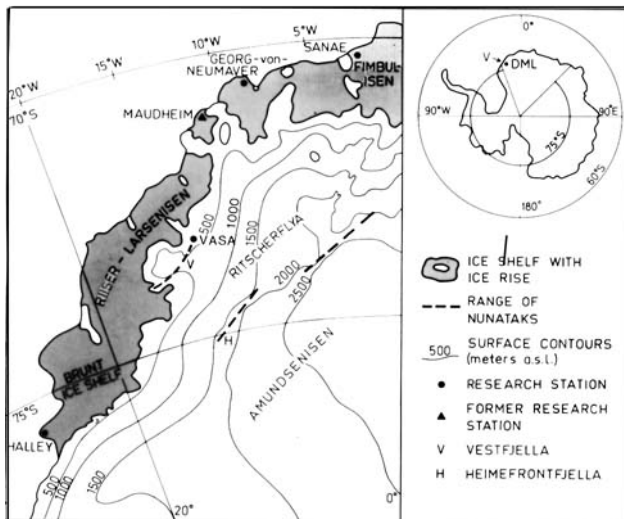 20°W
70°S
15°W
10°W
5°W
SANAE
GEORG-von-
NEUMAYER
FIMBUL-
ISEN
MAUDHEIM
RIISER - LARSENISEN
500
1000
1500
VASA
V
RITSCHERFLYA
2000
2500
H
AMUNDSENISEN
BRUNT
ICE SHELF
75°S
HALLEY
500
1000
1500
20°
0°
0°
V
DML
90°W
90°E
75°S
60°S
180°
ICE SHELF WITH
ICE RISE
RANGE OF
NUNATAKS
500 SURFACE CONTOURS
(meters a.s.l.)
RESEARCH STATION
FORMER RESEARCH
STATION
V VESTFJELLA
H HEIMEFRONTFJELLA